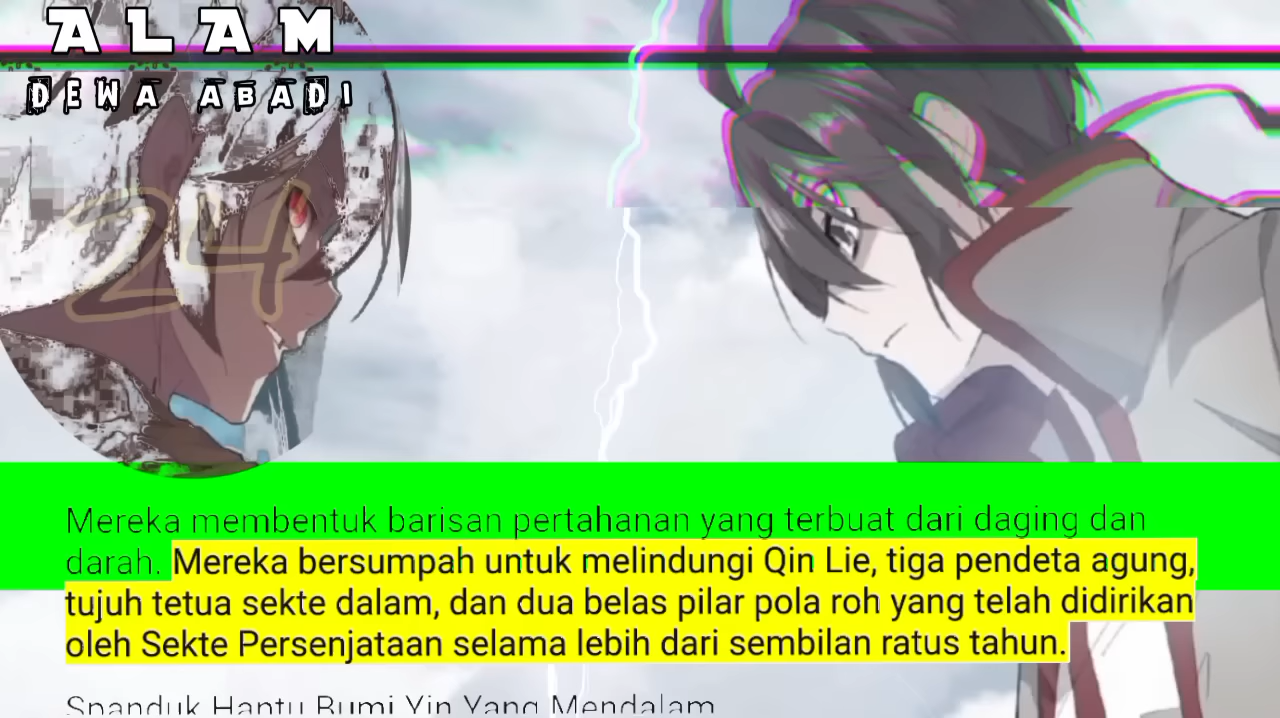 ALAM
DEWA ABADI
24
Mereka membentuk barisan pertahanan yang terbuat dari daging dan
darah. Mereka bersumpah untuk melindungi Qin Lie, tiga pendeta agung,
tujuh tetua sekte dalam, dan dua belas pilar pola roh yang telah didirikan
oleh Sekte Persenjataan selama lebih dari sembilan ratus tahun.
Spanduk Hantu Bumi Yin Yang Mendalam